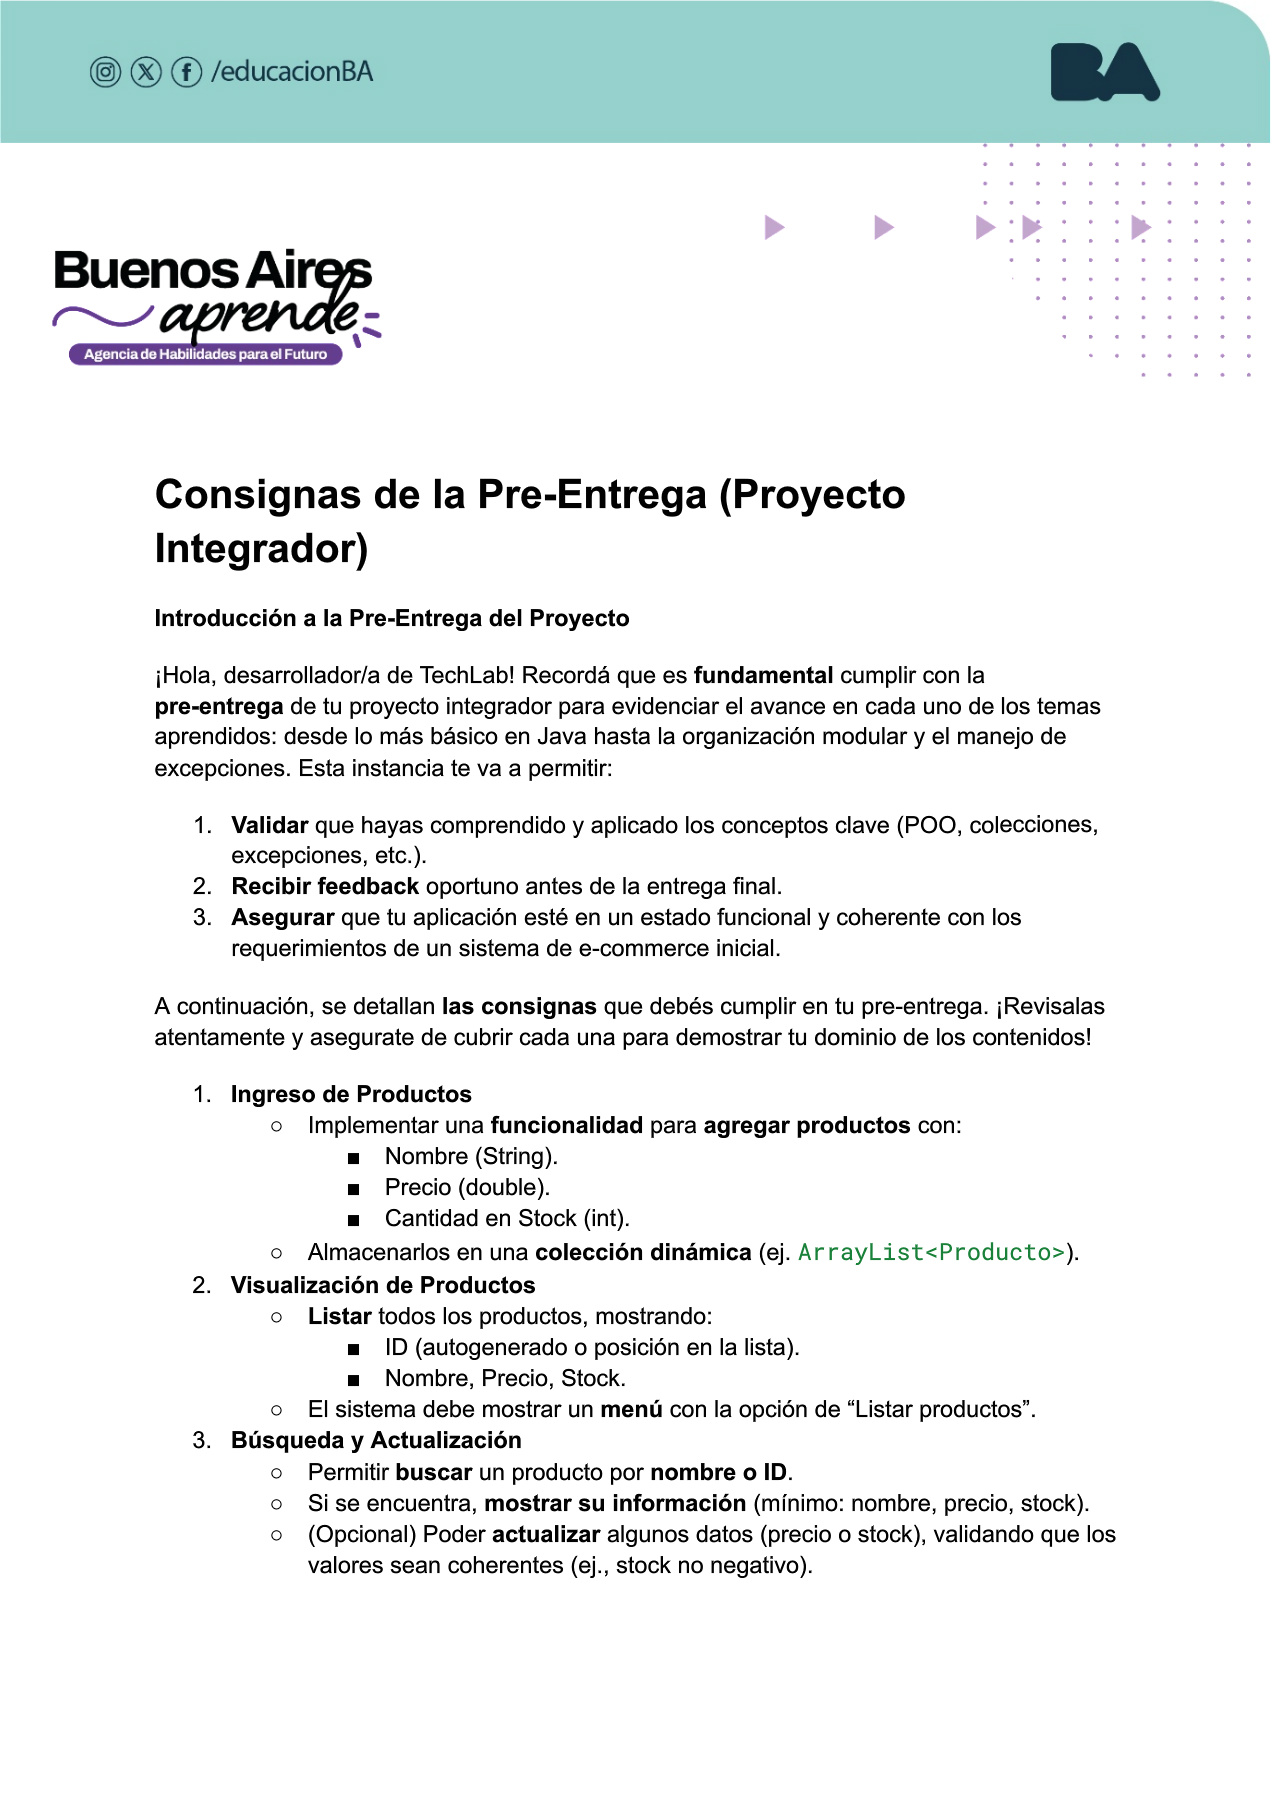 /educacionBA
BA
Buenos Aires
aprende
Agencia de Habilidades para el Futuro
Consignas de la Pre-Entrega (Proyecto
Integrador)
Introducción a la Pre-Entrega del Proyecto
¡Hola, desarrollador/a de TechLab! Recordá que es fundamental cumplir con la
pre-entrega de tu proyecto integrador para evidenciar el avance en cada uno de los temas
aprendidos: desde lo más básico en Java hasta la organización modular y el manejo de
excepciones. Esta instancia te va a permitir:
1. Validar que hayas comprendido y aplicado los conceptos clave (POO, colecciones,
excepciones, etc.).
2. Recibir feedback oportuno antes de la entrega final.
3. Asegurar que tu aplicación esté en un estado funcional y coherente con los
requerimientos de un sistema de e-commerce inicial.
A continuación, se detallan las consignas que debés cumplir en tu pre-entrega. ¡Revisalas
atentamente y asegurate de cubrir cada una para demostrar tu dominio de los contenidos!
1. Ingreso de Productos
○ Implementar una funcionalidad para agregar productos con:
■ Nombre (String).
■ Precio (double).
■ Cantidad en Stock (int).
○ Almacenarlos en una colección dinámica (ej. ArrayList<Producto>).
2. Visualización de Productos
○ Listar todos los productos, mostrando:
■ ID (autogenerado o posición en la lista).
■ Nombre, Precio, Stock.
○ El sistema debe mostrar un menú con la opción de “Listar productos”.
3. Búsqueda y Actualización
○ Permitir buscar un producto por nombre o ID.
○ Si se encuentra, mostrar su información (mínimo: nombre, precio, stock).
○ (Opcional) Poder actualizar algunos datos (precio o stock), validando que los
valores sean coherentes (ej., stock no negativo).